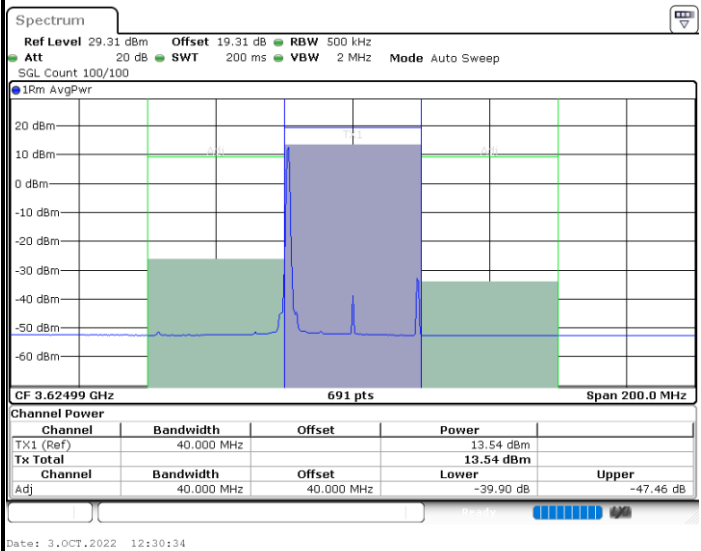 Spectrum
Ref Level 29.31 dBm Offset 19.31 dB RBW 500 kHz
Att 20 dB SWT 200 ms VBW 2 MHz Mode Auto Sweep
SGL Count 100/100
1Rm AvgPwr
20 dBm
TX1
10 dBm
Adj
Adj
0 dBm
-10 dBm
-20 dBm
-30 dBm
-40 dBm
-50 dBm
-60 dBm
CF 3.62499 GHz 691 pts Span 200.0 MHz
Channel Power
Channel Bandwidth Offset Power
TX1 (Ref) 40.000 MHz 13.54 dBm
Tx Total 13.54 dBm
Channel Bandwidth Offset Lower Upper
Adj 40.000 MHz 40.000 MHz -39.90 dB -47.46 dB
Ready
Date: 3.OCT.2022 12:30:34